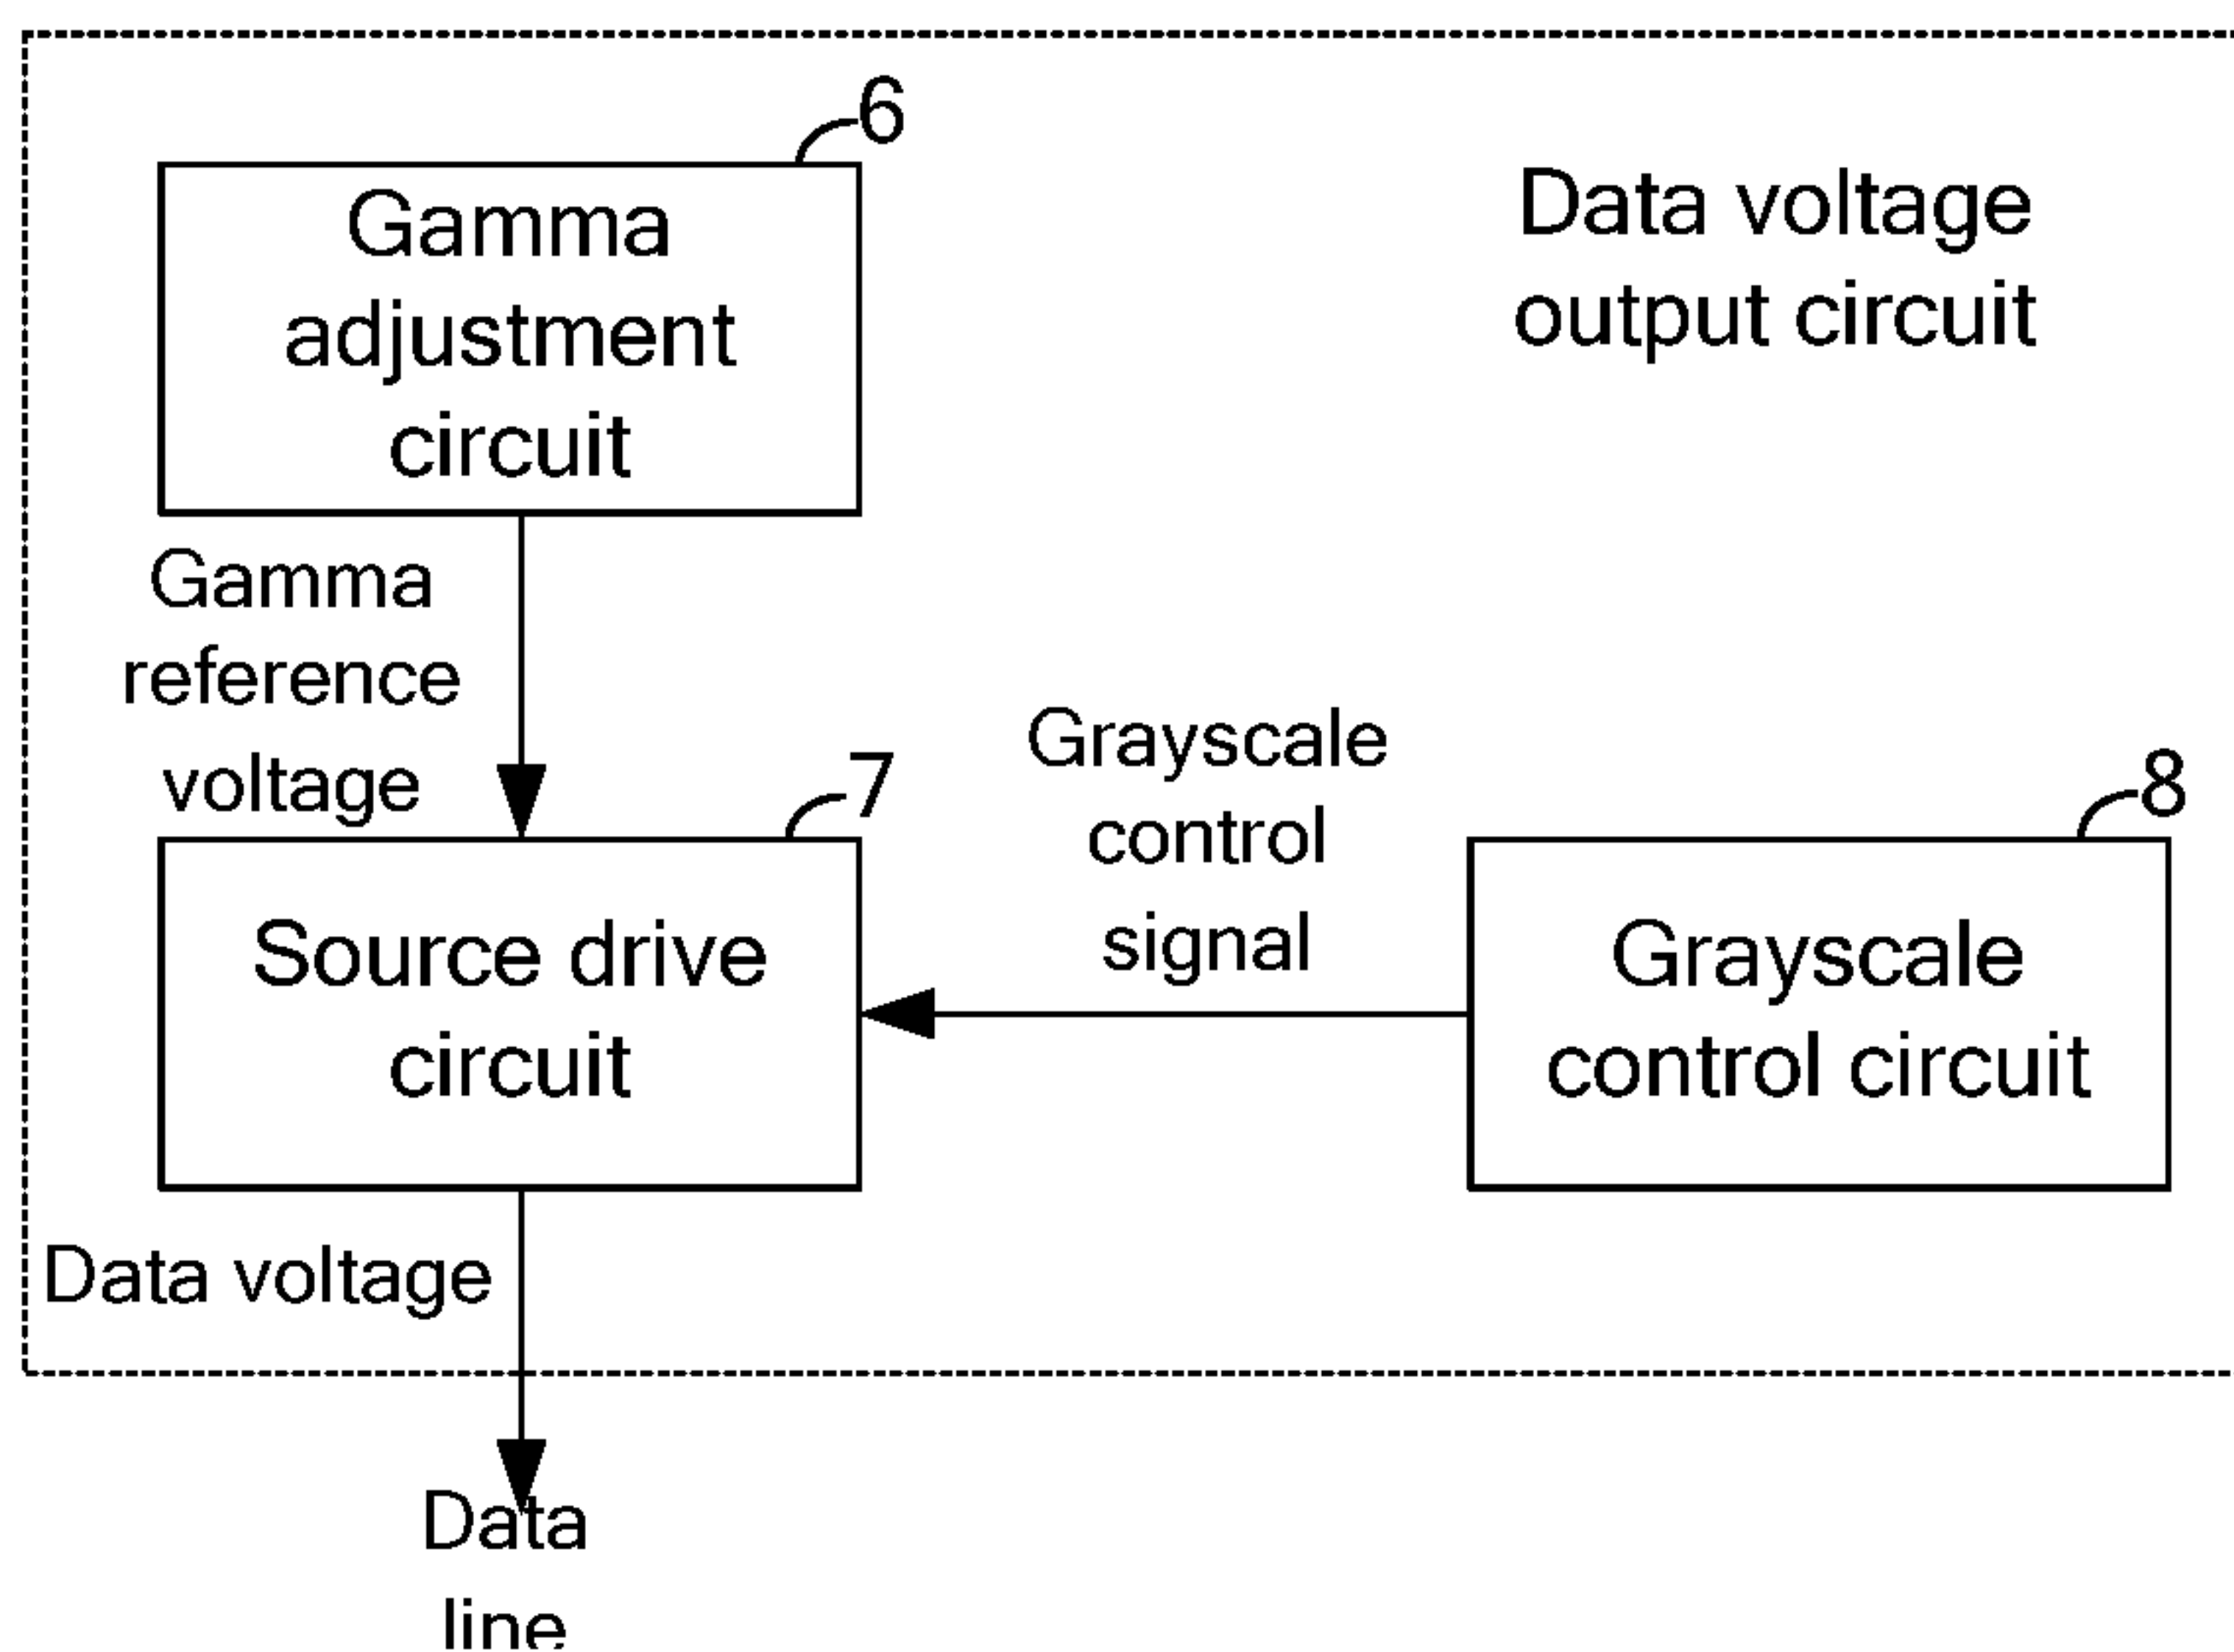 6
Gamma
adjustment
circuit
Data voltage
output circuit
Gamma
reference
voltage
7
Source drive
circuit
Grayscale
control
signal
8
Grayscale
control circuit
Data voltage
Data
line